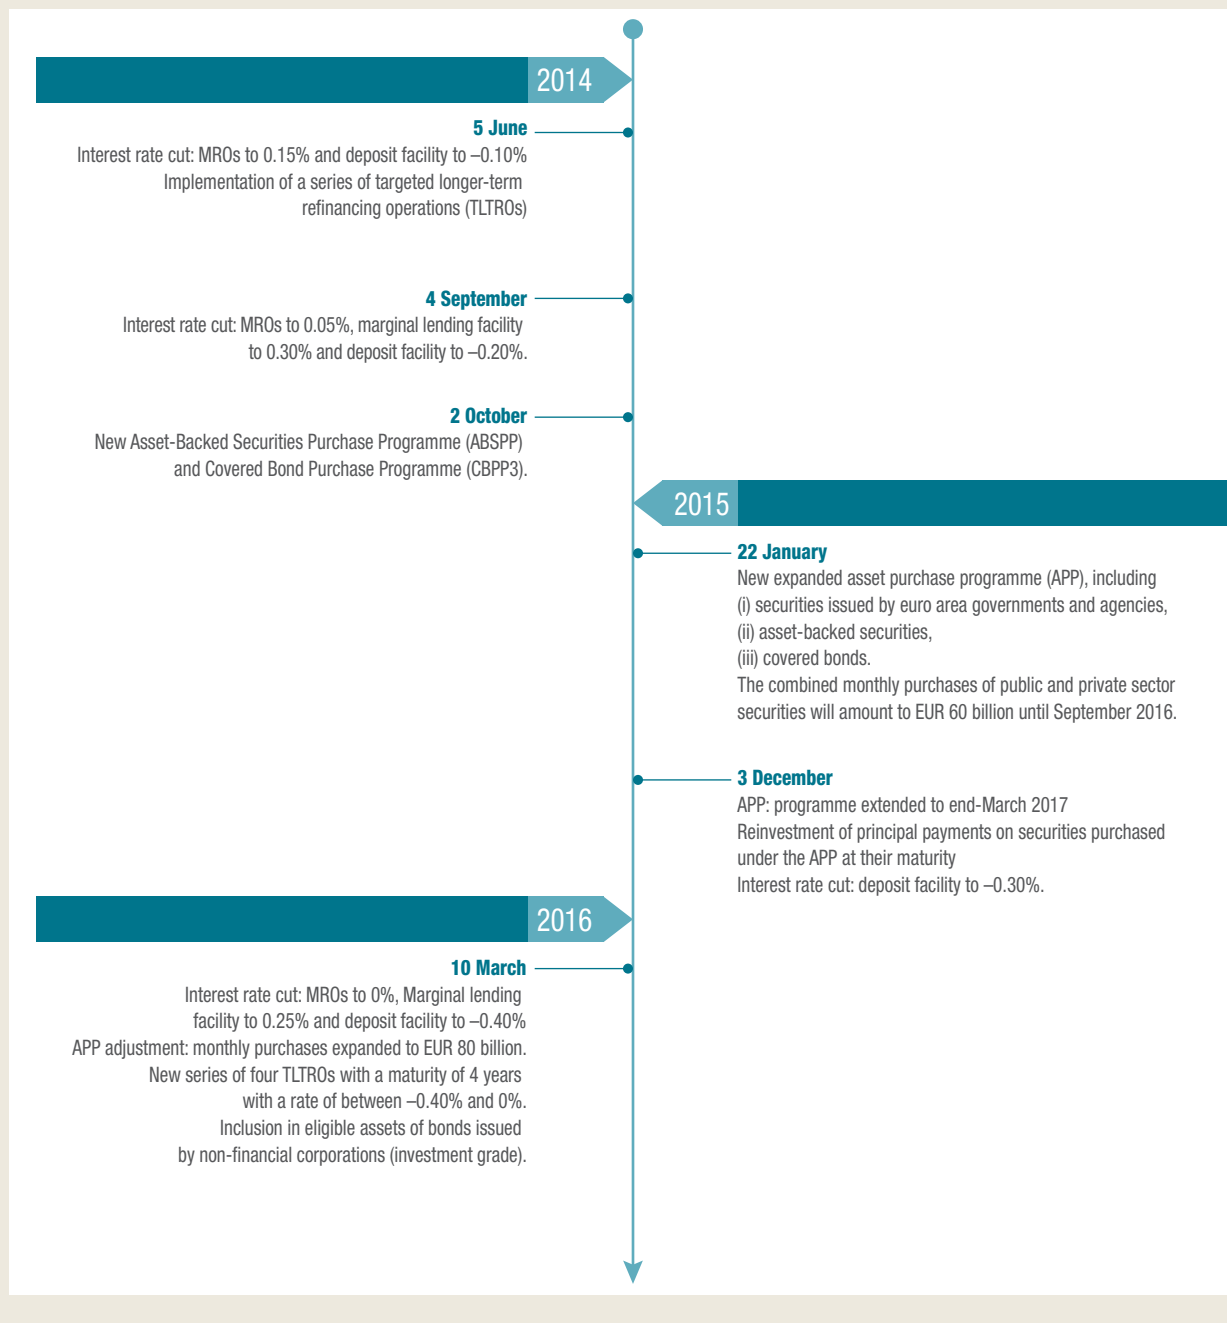 2014
5 June
Interest rate cut: MROs to 0.15% and deposit facility to –0.10%
Implementation of a series of targeted longer-term
refinancing operations (TLTROs)
4 September
Interest rate cut: MROs to 0.05%, marginal lending facility
to 0.30% and deposit facility to –0.20%.
2 October
New Asset-Backed Securities Purchase Programme (ABSPP)
and Covered Bond Purchase Programme (CBPP3).
2015
22 January
New expanded asset purchase programme (APP), including
(i) securities issued by euro area governments and agencies,
(ii) asset-backed securities,
(iii) covered bonds.
The combined monthly purchases of public and private sector
securities will amount to EUR 60 billion until September 2016.
3 December
APP: programme extended to end-March 2017
Reinvestment of principal payments on securities purchased
under the APP at their maturity
Interest rate cut: deposit facility to –0.30%.
2016
10 March
Interest rate cut: MROs to 0%, Marginal lending
facility to 0.25% and deposit facility to –0.40%
APP adjustment: monthly purchases expanded to EUR 80 billion.
New series of four TLTROs with a maturity of 4 years
with a rate of between –0.40% and 0%.
Inclusion in eligible assets of bonds issued
by non-financial corporations (investment grade).